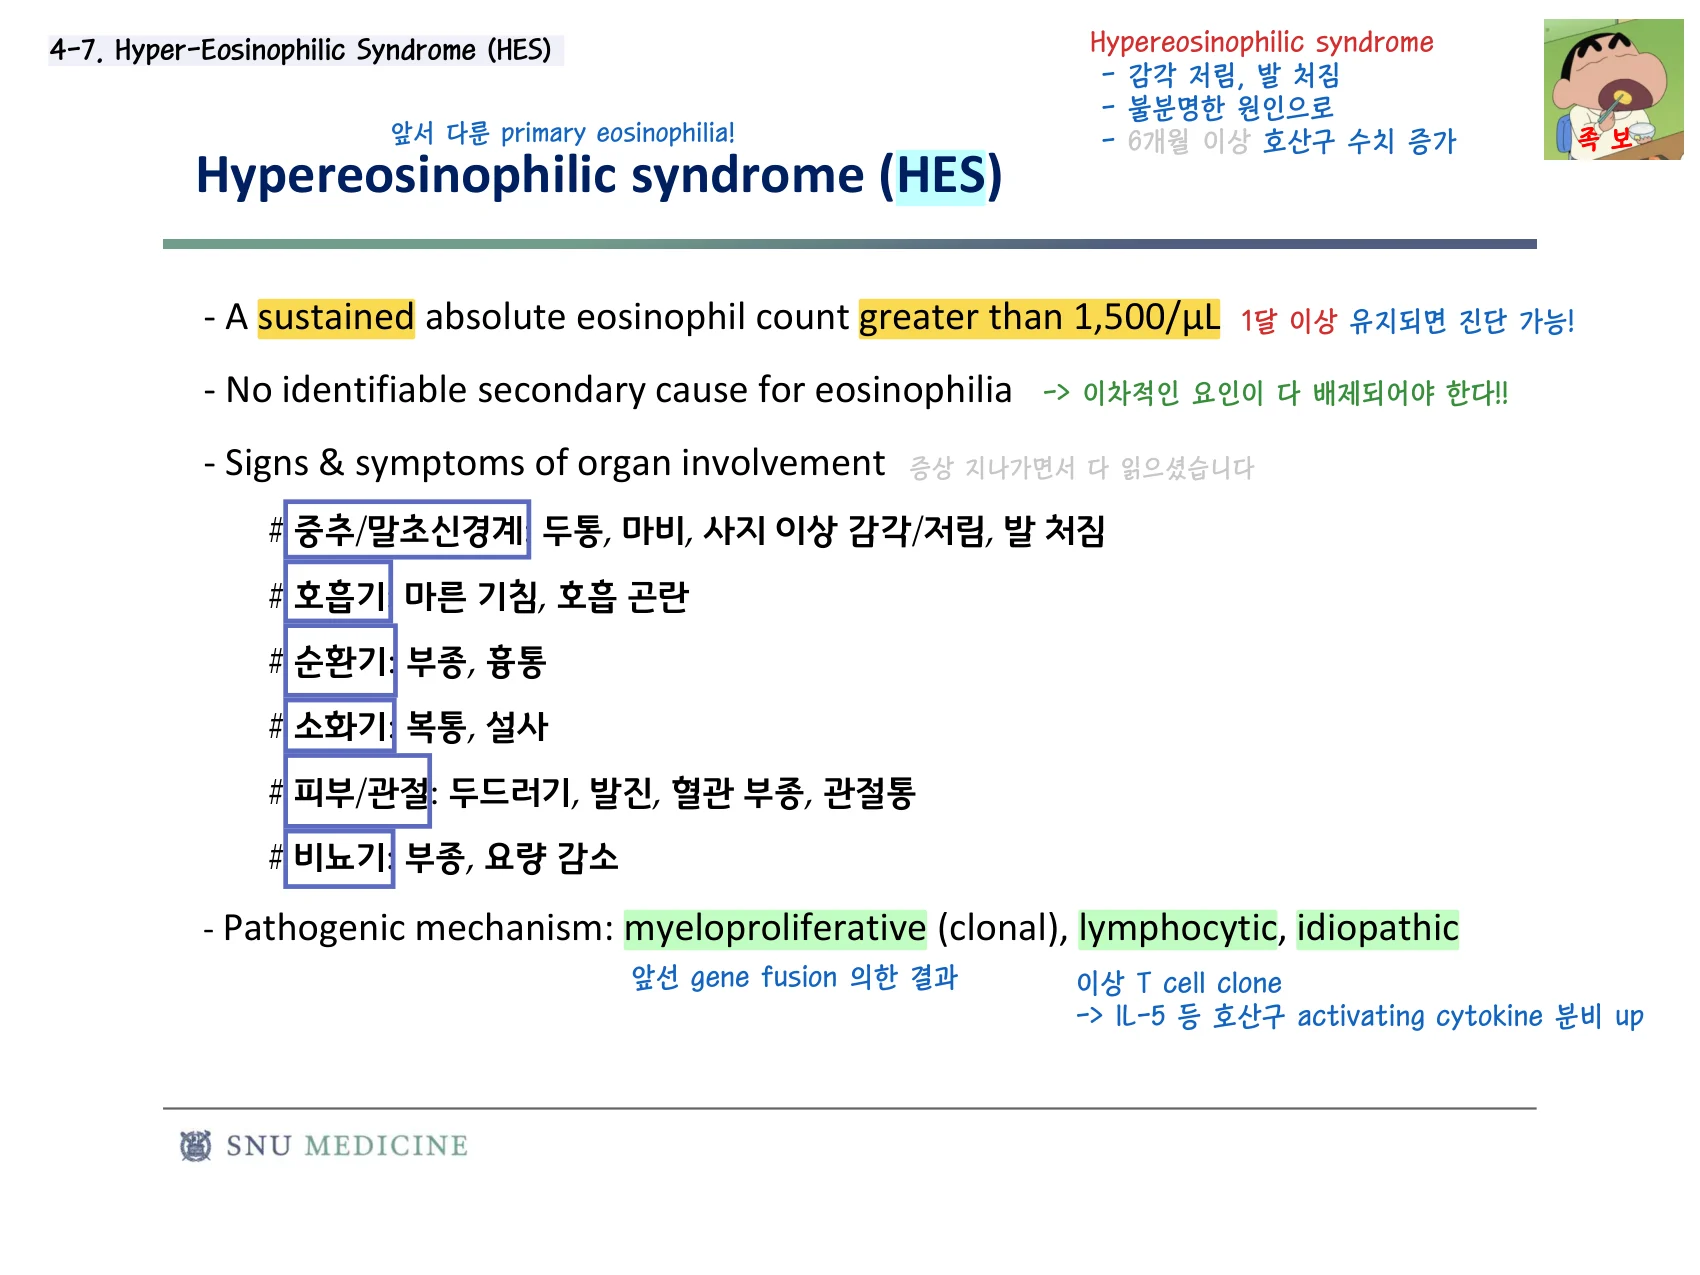 4-7. Hyper-Eosinophilic Syndrome (HES)
Hypereosinophilic syndrome
- 감각 저림, 발 처짐
- 불분명한 원인으로
- 6개월 이상 호산구 수치 증가
족보
앞서 다룬 primary eosinophilia!
Hypereosinophilic syndrome (HES)
- A sustained absolute eosinophil count greater than 1,500/µL 1달 이상 유지되면 진단 가능!
- No identifiable secondary cause for eosinophilia -> 이차적인 요인이 다 배제되어야 한다!!
- Signs & symptoms of organ involvement 증상 지나가면서 다 읽으셨습니다
# 중추/말초신경계: 두통, 마비, 사지 이상 감각/저림, 발 처짐
# 호흡기: 마른 기침, 호흡 곤란
# 순환기: 부종, 흉통
# 소화기: 복통, 설사
# 피부/관절: 두드러기, 발진, 혈관 부종, 관절통
# 비뇨기: 부종, 요량 감소
- Pathogenic mechanism: myeloproliferative (clonal), lymphocytic, idiopathic
앞선 gene fusion 의한 결과
이상 T cell clone
-> IL-5 등 호산구 activating cytokine 분비 up
SNU MEDICINE